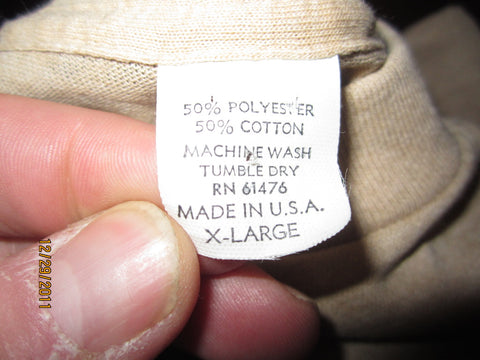 50% POLYESTER
50% COTTON
MACHINE WASH
TUMBLE DRY
RN 61476
MADE IN U.S.A.
X-LARGE
12/29/2011